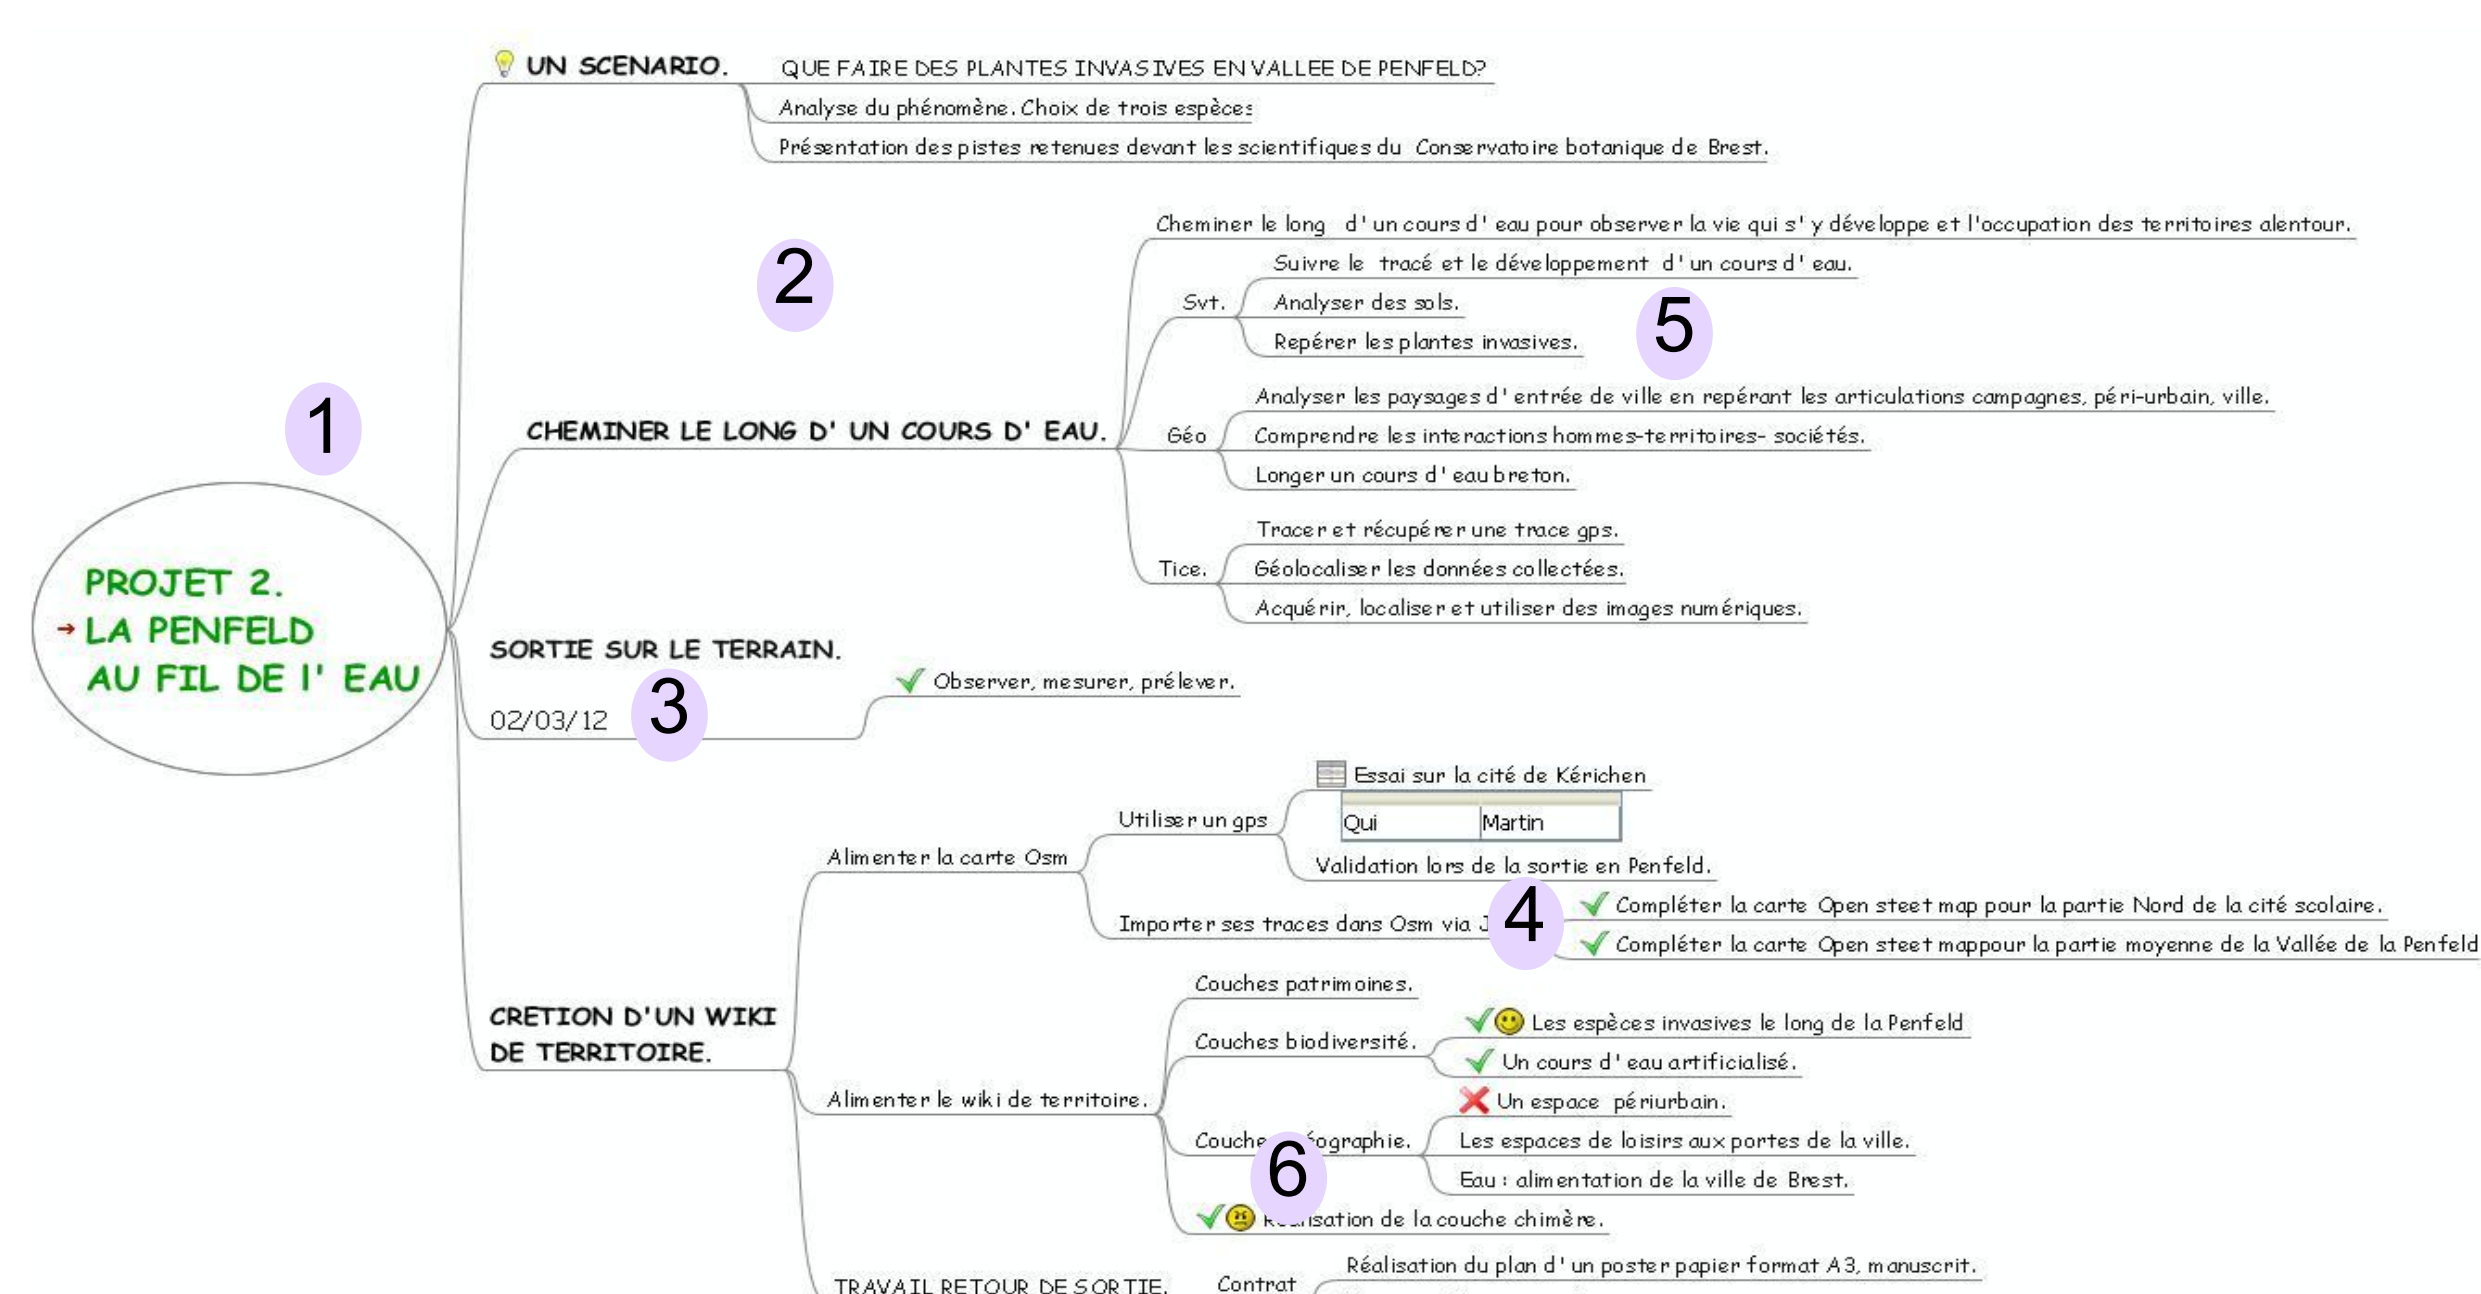 UN SCENARIO.
QUE FAIRE DES PLANTES INVASIVES EN VALLEE DE PENFELD?
Analyse du phénomène. Choix de trois espèces
Présentation des pistes retenues devant les scientifiques du Conservatoire botanique de Brest.
1
2
CHEMINER LE LONG D' UN COURS D' EAU.
Cheminer le long d' un cours d' eau pour observer la vie qui s' y développe et l'occupation des territoires alentour.
Svt.
Suivre le tracé et le développement d' un cours d' eau.
Analyser des sols.
Repérer les plantes invasives.
5
Géo
Analyser les paysages d' entrée de ville en repérant les articulations campagnes, péri-urbain, ville.
Comprendre les interactions hommes-territoires- sociétés.
Longer un cours d' eau breton.
Tice.
Tracer et récupérer une trace gps.
Géolocaliser les données collectées.
Acquérir, localiser et utiliser des images numériques.
PROJET 2.
LA PENFELD
AU FIL DE l' EAU
SORTIE SUR LE TERRAIN.
02/03/12
3
Observer, mesurer, prélever.
CRETION D'UN WIKI
DE TERRITOIRE.
Alimenter la carte Osm
Utiliser un gps
Essai sur la cité de Kérichen
Qui Martin
Validation lors de la sortie en Penfeld.
Importer ses traces dans Osm via
4
Compléter la carte Open steet map pour la partie Nord de la cité scolaire.
Compléter la carte Open steet mappour la partie moyenne de la Vallée de la Penfeld
Alimenter le wiki de territoire.
Couches patrimoines.
Couches biodiversité.
Les espèces invasives le long de la Penfeld
Un cours d' eau artificialisé.
6
Un espace périurbain.
Les espaces de loisirs aux portes de la ville.
Eau : alimentation de la ville de Brest.
de la couche chimère.
TRAVAIL RETOUR DE SORTIE.
Contrat
Réalisation du plan d' un poster papier format A3, manuscrit.